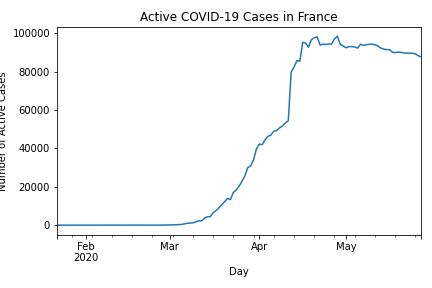 Active COVID-19 Cases in France
Number of Active Cases
100000
80000
60000
40000
20000
0
Feb
2020
Mar
Apr
May
Day